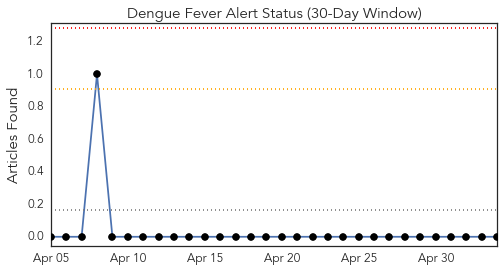 Dengue Fever Alert Status (30-Day Window)
Articles Found
1.2
1.0
0.8
0.6
0.4
0.2
0.0
Apr 05 Apr 10 Apr 15 Apr 20 Apr 25 Apr 30